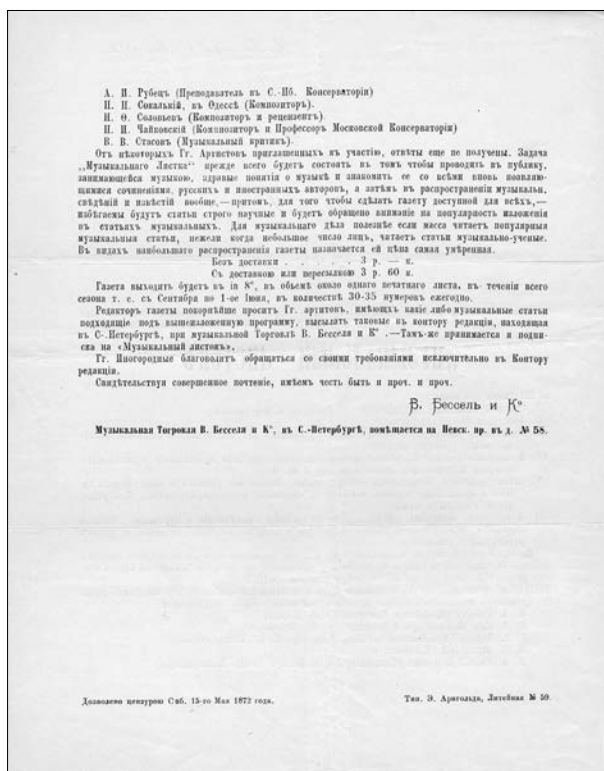 А. И. Рубецъ (Преподаватель въ С.-Пб. Консерваторіи)
П. П. Сокальскій, въ Одессѣ (Композиторъ).
Н. Ѳ. Соловьевъ (Композиторъ и рецензентъ).
П. И. Чайковскій (Композиторъ и Профессоръ Московской Консерваторіи)
В. В. Стасовъ (Музыкальный критикъ).
Отъ нѣкоторыхъ Гг. Артистовъ приглашенныхъ къ участію, отвѣты еще не получены. Задача
„Музыкальнаго Листка“ прежде всего будетъ состоять въ томъ чтобы проводить въ публику,
занимающейся музыкою, здравыя понятія о музыкѣ и знакомить ее со всѣми вновь появляю-
щимися сочиненіями, русскихъ и иностранныхъ авторовъ, а затѣмъ въ распространеніи музыкальн.
свѣдѣній и извѣстій вообще,—притомъ, для того чтобы сдѣлать газету доступной для всѣхъ,—
избѣгаемы будутъ статьи строго научныя и будетъ обращено вниманіе на популярность изложенія
въ статьяхъ музыкальныхъ. Для музыкальнаго дѣла полезнѣе если масса читаетъ популярныя
музыкальныя статьи, нежели когда небольшое число лицъ, читаетъ статьи музыкально-ученыя.
Въ видахъ наибольшаго распространенія газеты назначается ей цѣна самая умѣренная.
Безъ доставки . . . . . 3 р. — к.
Съ доставкою или пересылкою 3 р. 60 к.
Газета выходить будетъ въ in 8°, въ объемѣ около одного печатнаго листа, въ теченіи всего
сезона т. е. съ Сентября по 1-ое Іюня, въ количествѣ 30-35 нумеровъ ежегодно.
Редакторъ газеты покорнѣйше проситъ Гг. артитовъ, имѣющихъ какіе либо музыкальныя статьи
подходящіе подъ вышеизложенную программу, высылать таковыя въ контору редакціи, находящая
въ С.-Петербургѣ, при музыкальной Торговлѣ В. Бесселя и К°.—Тамъ-же принимается и подпи-
ска на «Музыкальный листокъ».
Гг. Иногородные благоволятъ обращаться со своими требованіями исключительно въ Контору
редакціи.
Свидѣтельствуя совершенное почтеніе, имѣемъ честь быть и проч. и проч.
В. Бессель и К°
Музыкальная Тогровля В. Бесселя и К°, въ С.-Петербургѣ, помѣщается на Невск. пр. въ д. № 58.
Дозволено цензурою Спб. 15-го Мая 1872 года.
Тип. Э. Арнгольда, Литейная № 59.